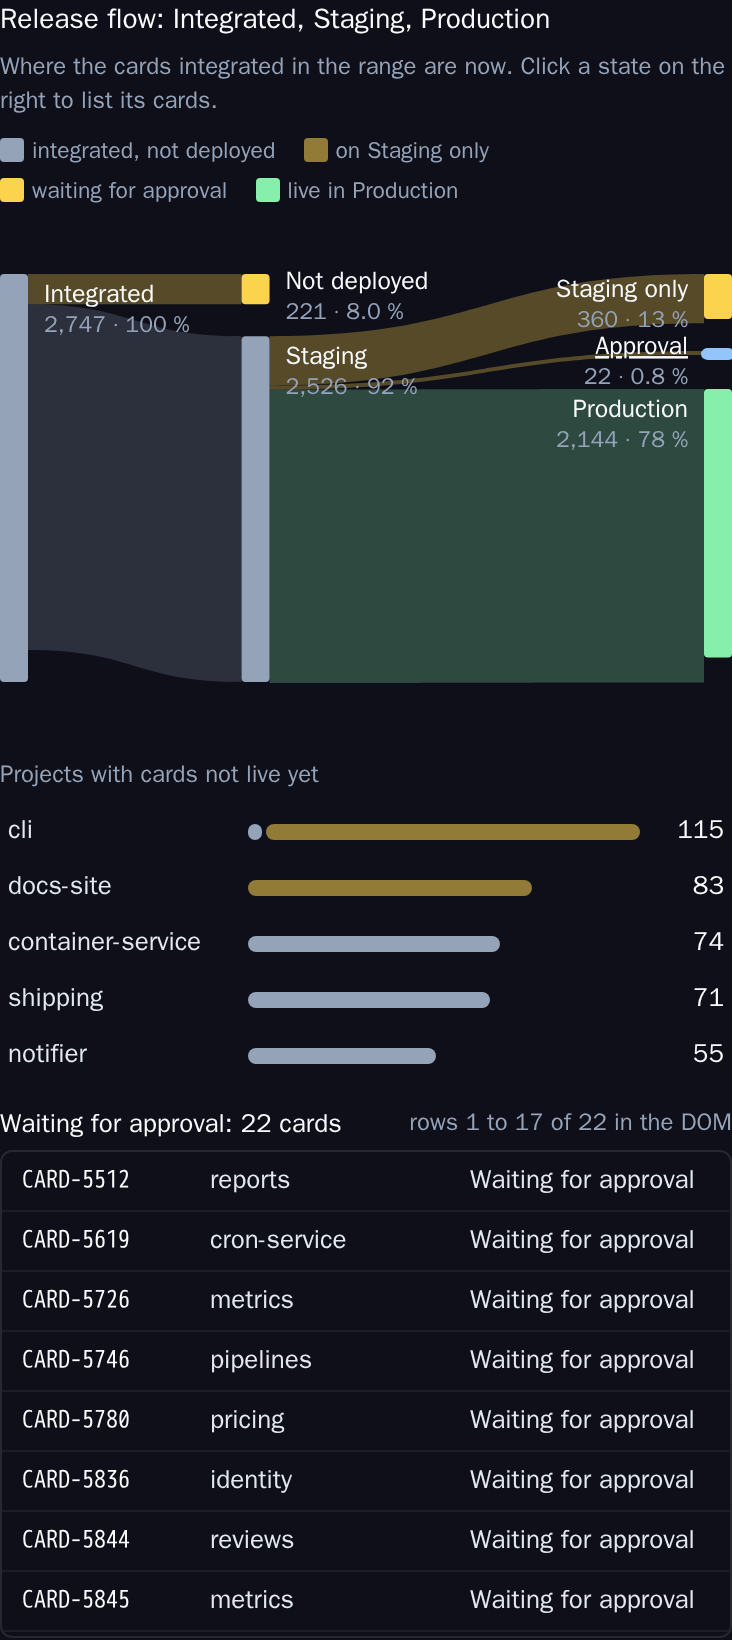 Release flow: Integrated, Staging, Production
Where the cards integrated in the range are now. Click a state on the
right to list its cards.
integrated, not deployed
on Staging only
waiting for approval
live in Production
Integrated
2,747 · 100 %
Not deployed
221 · 8.0 %
Staging
2,526 · 92 %
Staging only
360 · 13 %
Approval
22 · 0.8 %
Production
2,144 · 78 %
Projects with cards not live yet
cli 115
docs-site 83
container-service 74
shipping 71
notifier 55
Waiting for approval: 22 cards rows 1 to 17 of 22 in the DOM
CARD-5512 reports Waiting for approval
CARD-5619 cron-service Waiting for approval
CARD-5726 metrics Waiting for approval
CARD-5746 pipelines Waiting for approval
CARD-5780 pricing Waiting for approval
CARD-5836 identity Waiting for approval
CARD-5844 reviews Waiting for approval
CARD-5845 metrics Waiting for approval